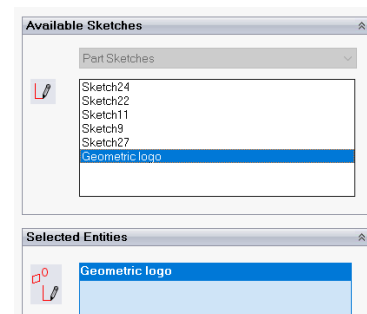 Available Sketches
Part Sketches
Sketch24
Sketch22
Sketch11
Sketch9
Sketch27
Geometric logo
Selected Entities
Geometric logo